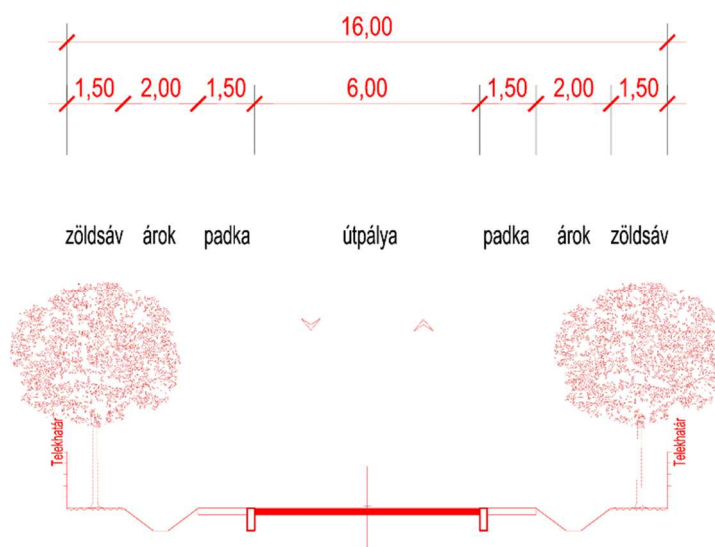 16,00
1,50 2,00 1,50 6,00 1,50 2,00 1,50
zöldsáv árok padka útpálya padka árok zöldsáv
Telekhatár Telekhatár